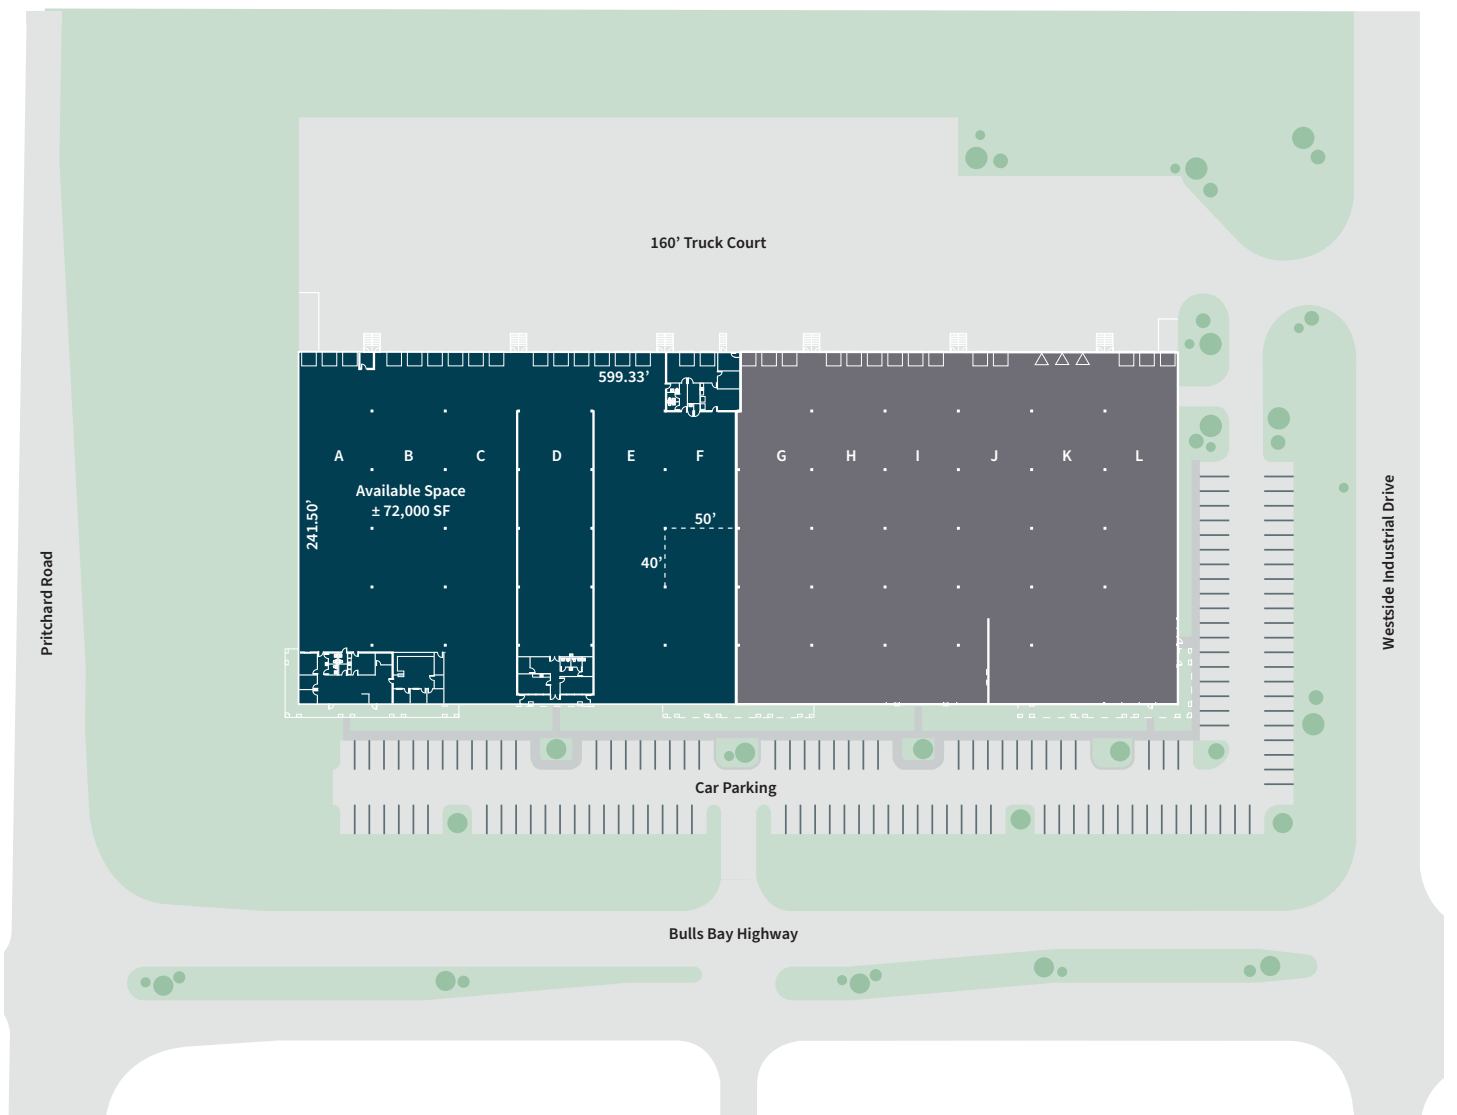 160’ Truck Court
599.33’
A B C D E F G H I J K L
Available Space
± 72,000 SF
241.50’
50’
40’
Pritchard Road
Westside Industrial Drive
Car Parking
Bulls Bay Highway